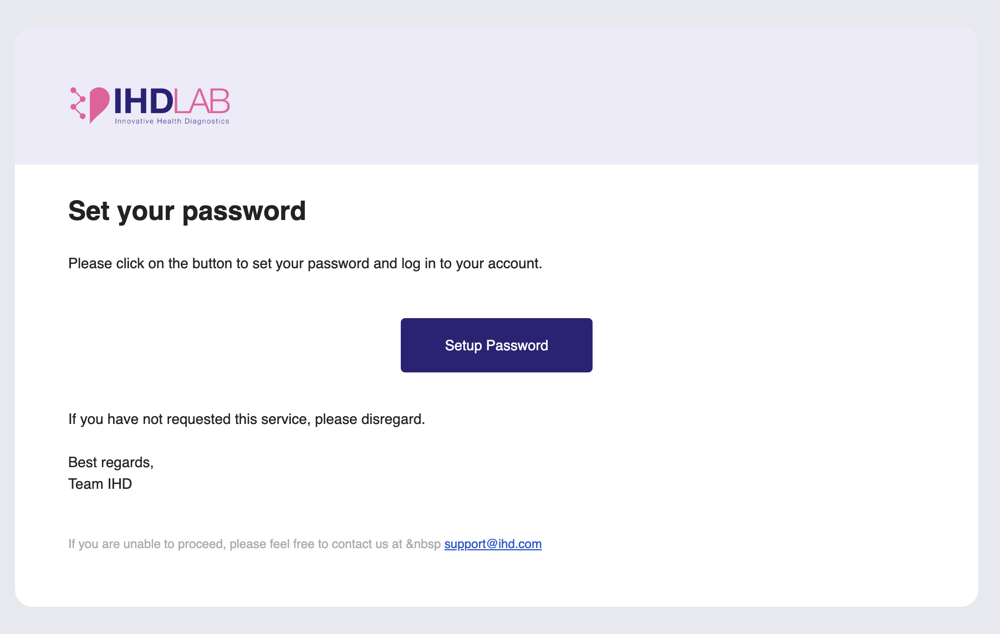 IHDLAB
Innovative Health Diagnostics
Set your password
Please click on the button to set your password and log in to your account.
Setup Password
If you have not requested this service, please disregard.
Best regards,
Team IHD
If you are unable to proceed, please feel free to contact us at &nbsp support@ihd.com